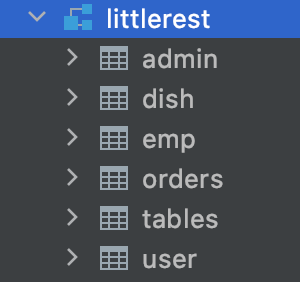 littlerest
admin
dish
emp
orders
tables
user